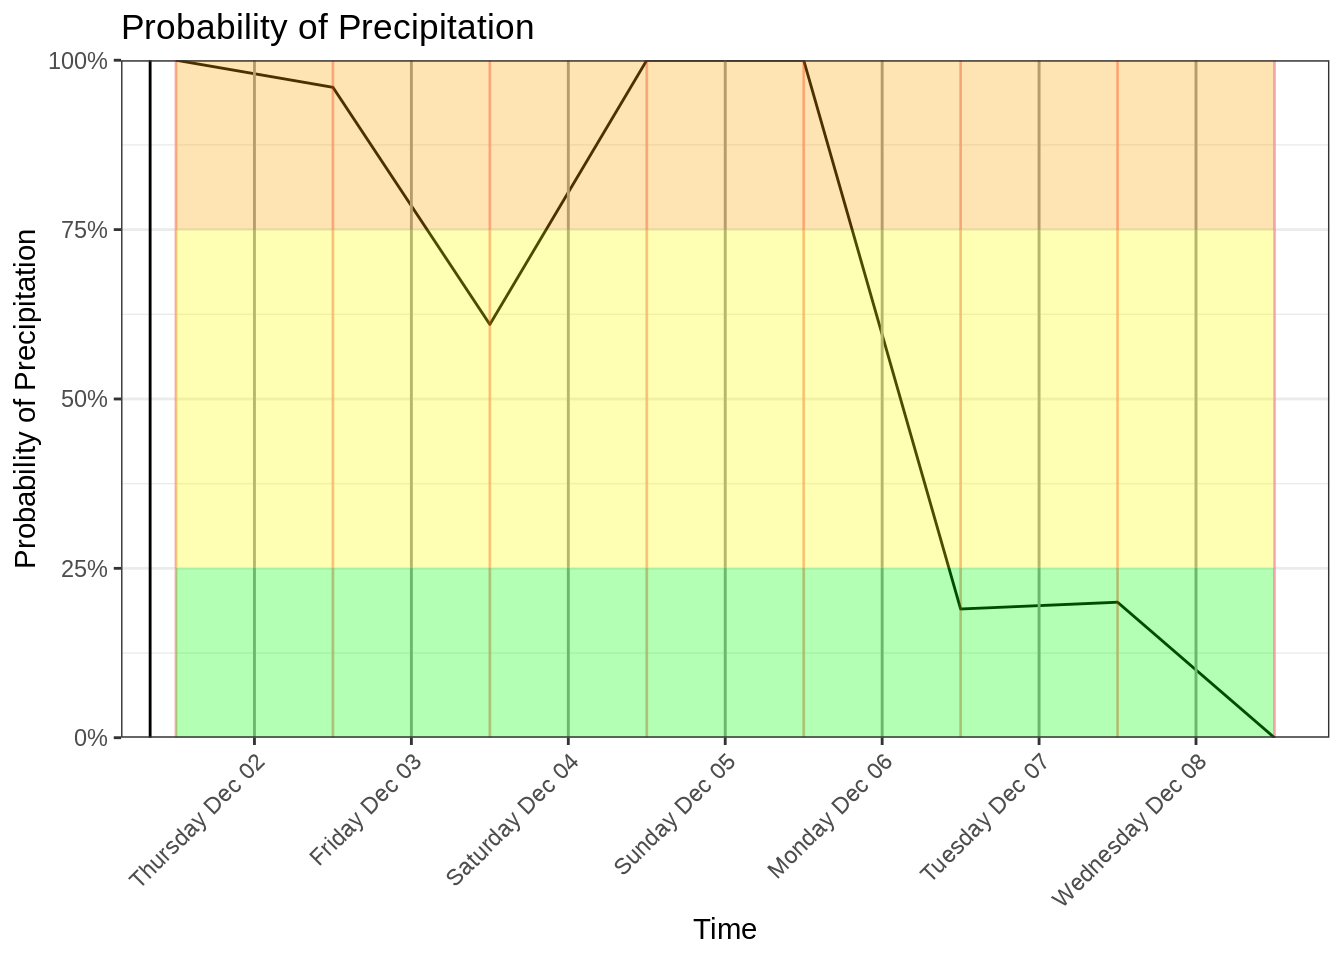 Probability of Precipitation
Probability of Precipitation
100%
75%
50%
25%
0%
Thursday Dec 02
Friday Dec 03
Saturday Dec 04
Sunday Dec 05
Monday Dec 06
Tuesday Dec 07
Wednesday Dec 08
Time